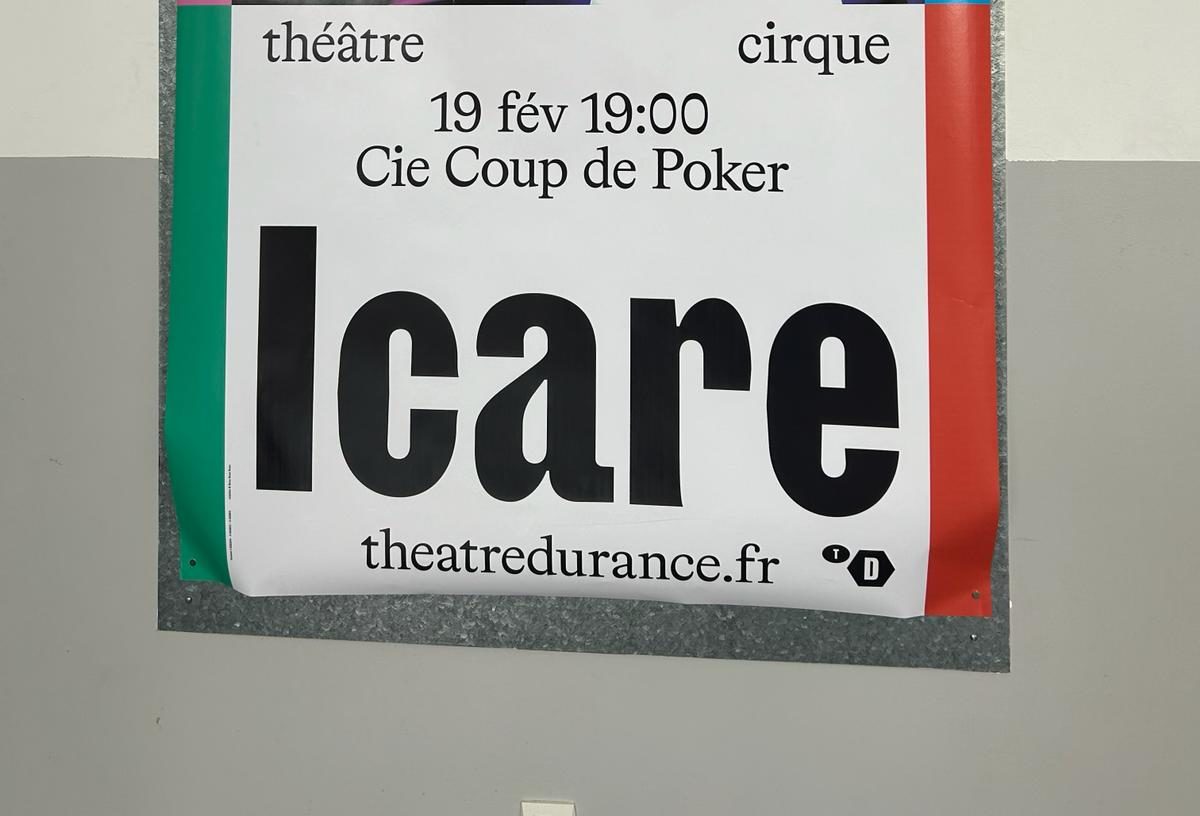 théâtre cirque
19 fév 19:00
Cie Coup de Poker
Icare
theatredurance.fr
T D